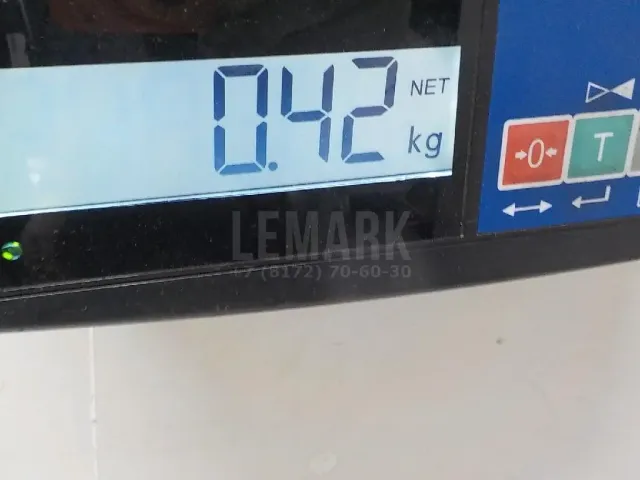 0.42
NET
kg
→0←
T
LEMARK
+7 (8172) 70-60-30